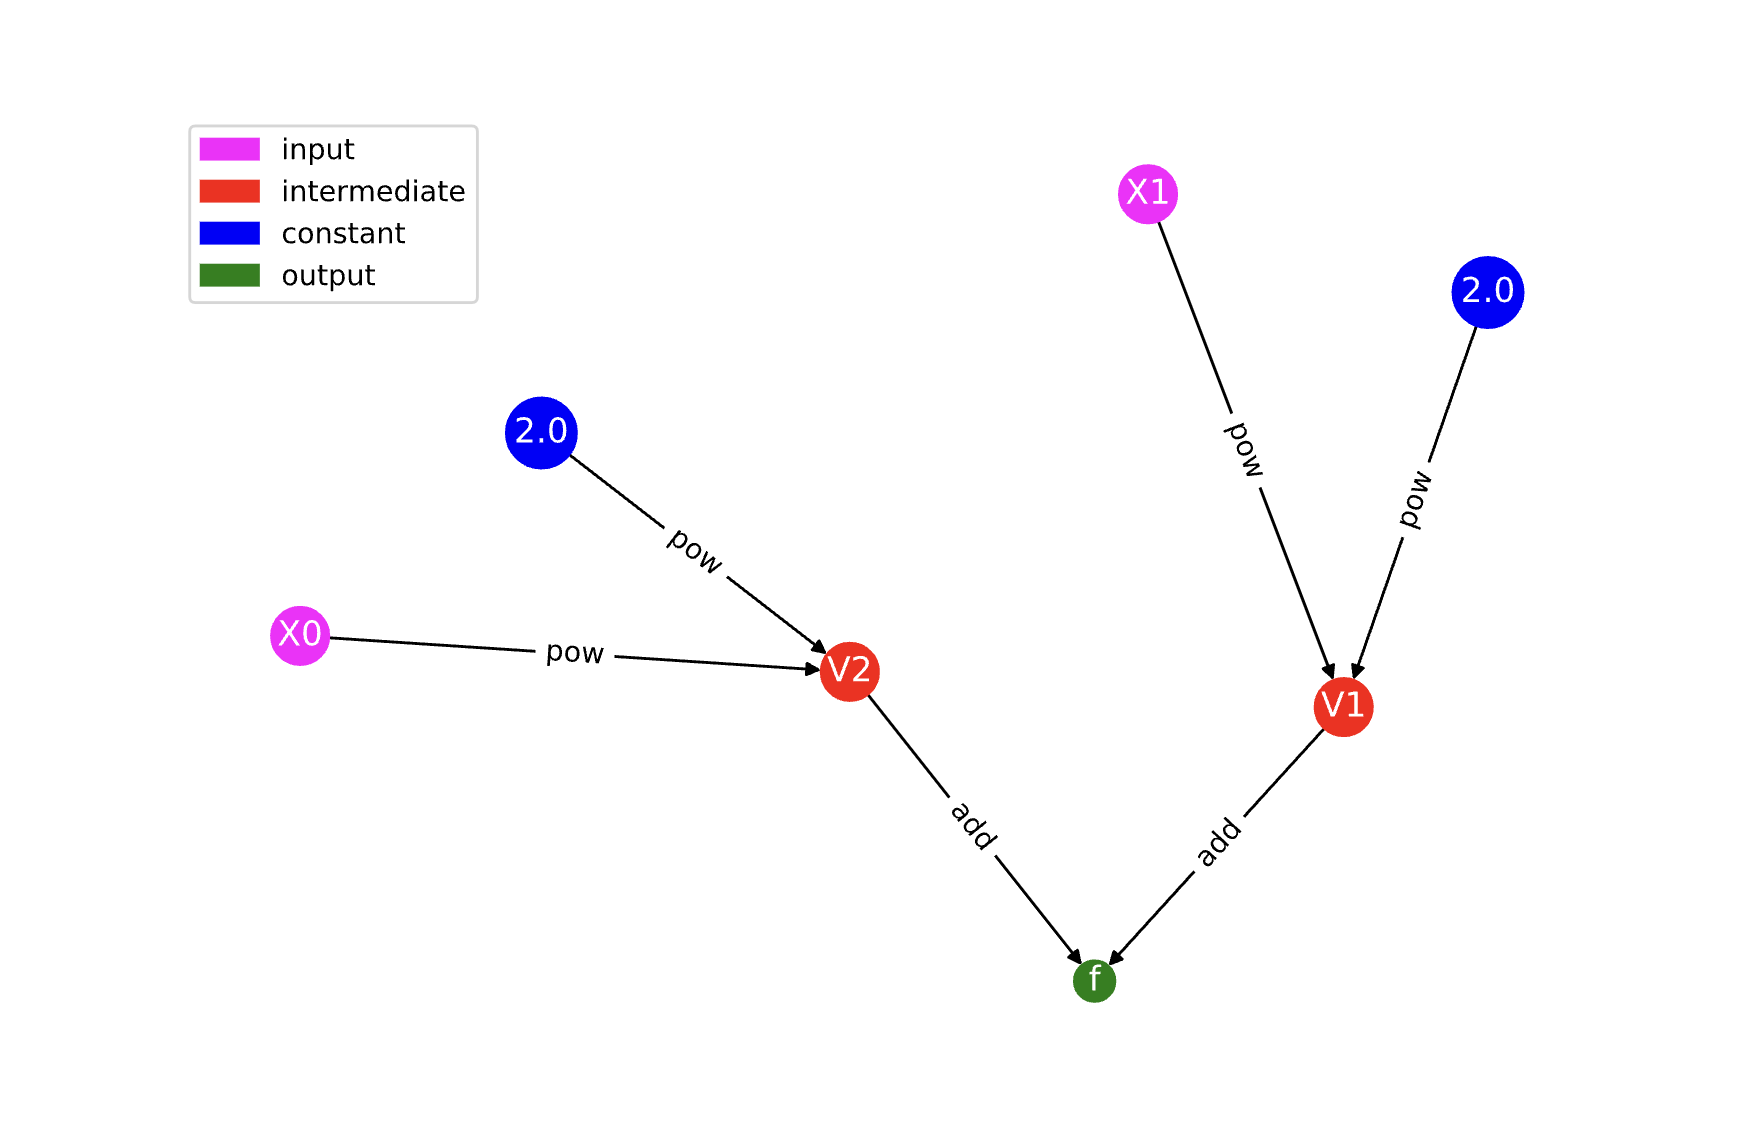 input
intermediate
constant
output
X1
2.0
2.0
pow
pow
pow
X0
pow
V2
V1
add
add
f